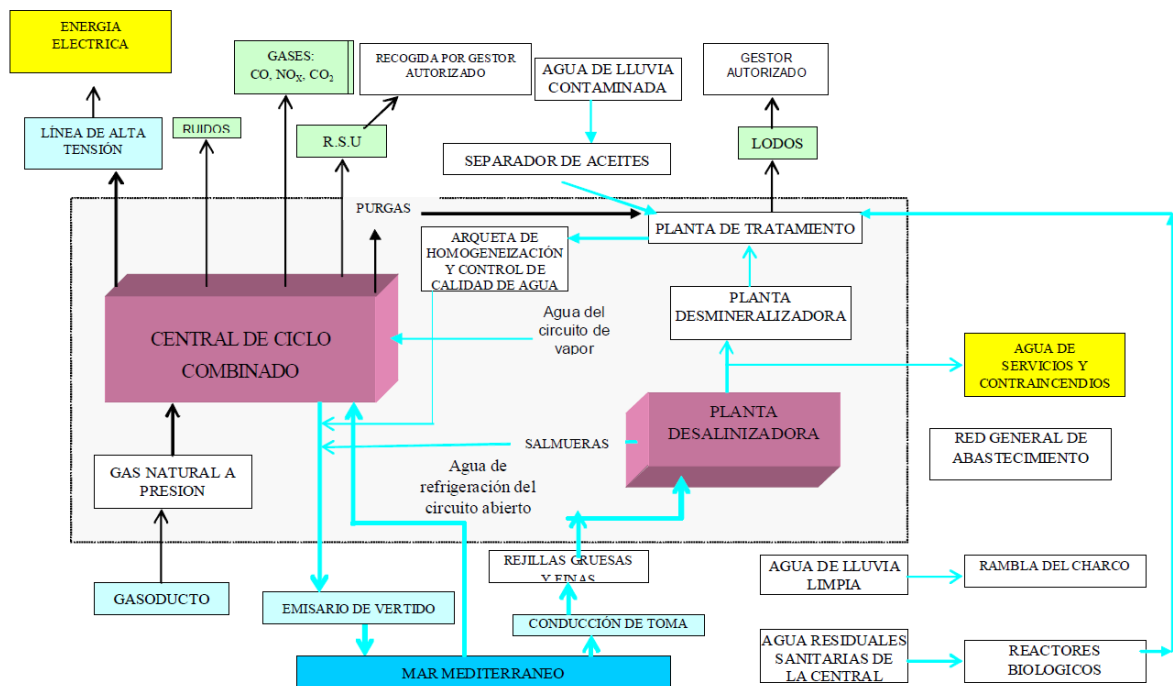 ENERGIA
ELECTRICA
GASES:
CO, NOX, CO2
RECOGIDA POR GESTOR
AUTORIZADO
AGUA DE LLUVIA
CONTAMINADA
GESTOR
AUTORIZADO
LÍNEA DE ALTA
TENSIÓN
RUIDOS
R.S.U
SEPARADOR DE ACEITES
LODOS
PURGAS
PLANTA DE TRATAMIENTO
ARQUETA DE
HOMOGENEIZACIÓN
Y CONTROL DE
CALIDAD DE AGUA
PLANTA
DESMINERALIZADORA
Agua del
circuito de
vapor
CENTRAL DE CICLO
COMBINADO
AGUA DE
SERVICIOS Y
CONTRAINCENDIOS
PLANTA
DESALINIZADORA
SALMUERAS
RED GENERAL DE
ABASTECIMIENTO
GAS NATURAL A
PRESION
Agua de
refrigeración del
circuito abierto
REJILLAS GRUESAS
Y FINAS
AGUA DE LLUVIA
LIMPIA
RAMBLA DEL CHARCO
GASODUCTO
EMISARIO DE VERTIDO
CONDUCCIÓN DE TOMA
AGUA RESIDUALES
SANITARIAS DE
LA CENTRAL
REACTORES
BIOLOGICOS
MAR MEDITERRANEO